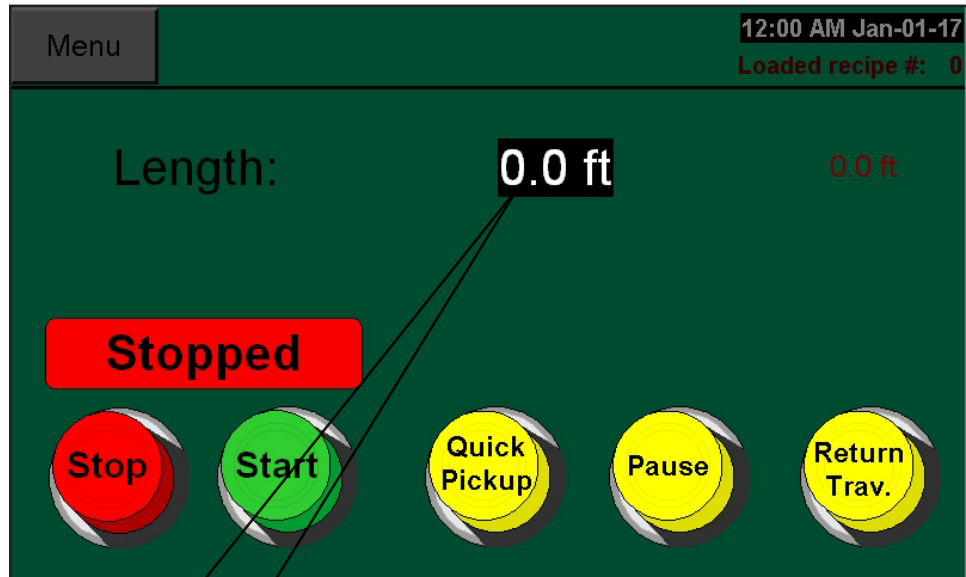 Menu
12:00 AM Jan-01-17
Loaded recipe #: 0
Length:
0.0 ft
0.0 ft
Stopped
Stop
Start
Quick
Pickup
Pause
Return
Trav.